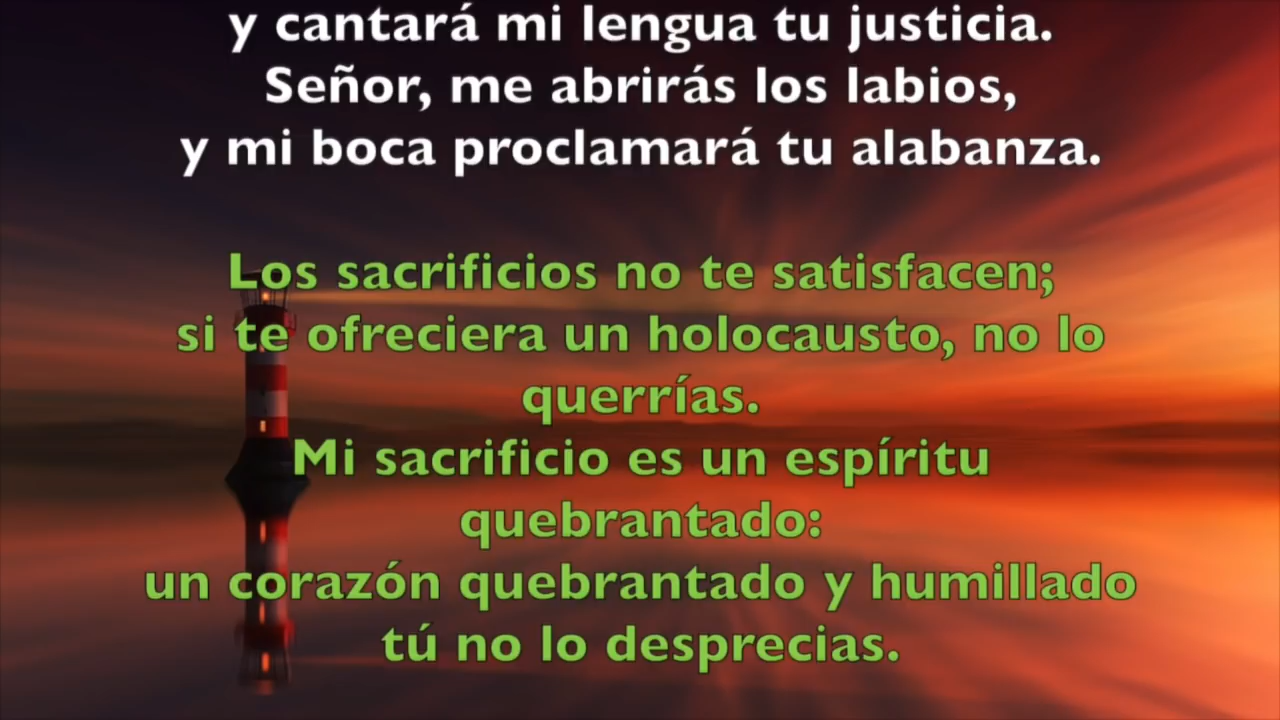 y cantará mi lengua tu justicia.
Señor, me abrirás los labios,
y mi boca proclamará tu alabanza.
Los sacrificios no te satisfacen;
si te ofreciera un holocausto, no lo
querrías.
Mi sacrificio es un espíritu
quebrantado:
un corazón quebrantado y humillado
tú no lo desprecias.